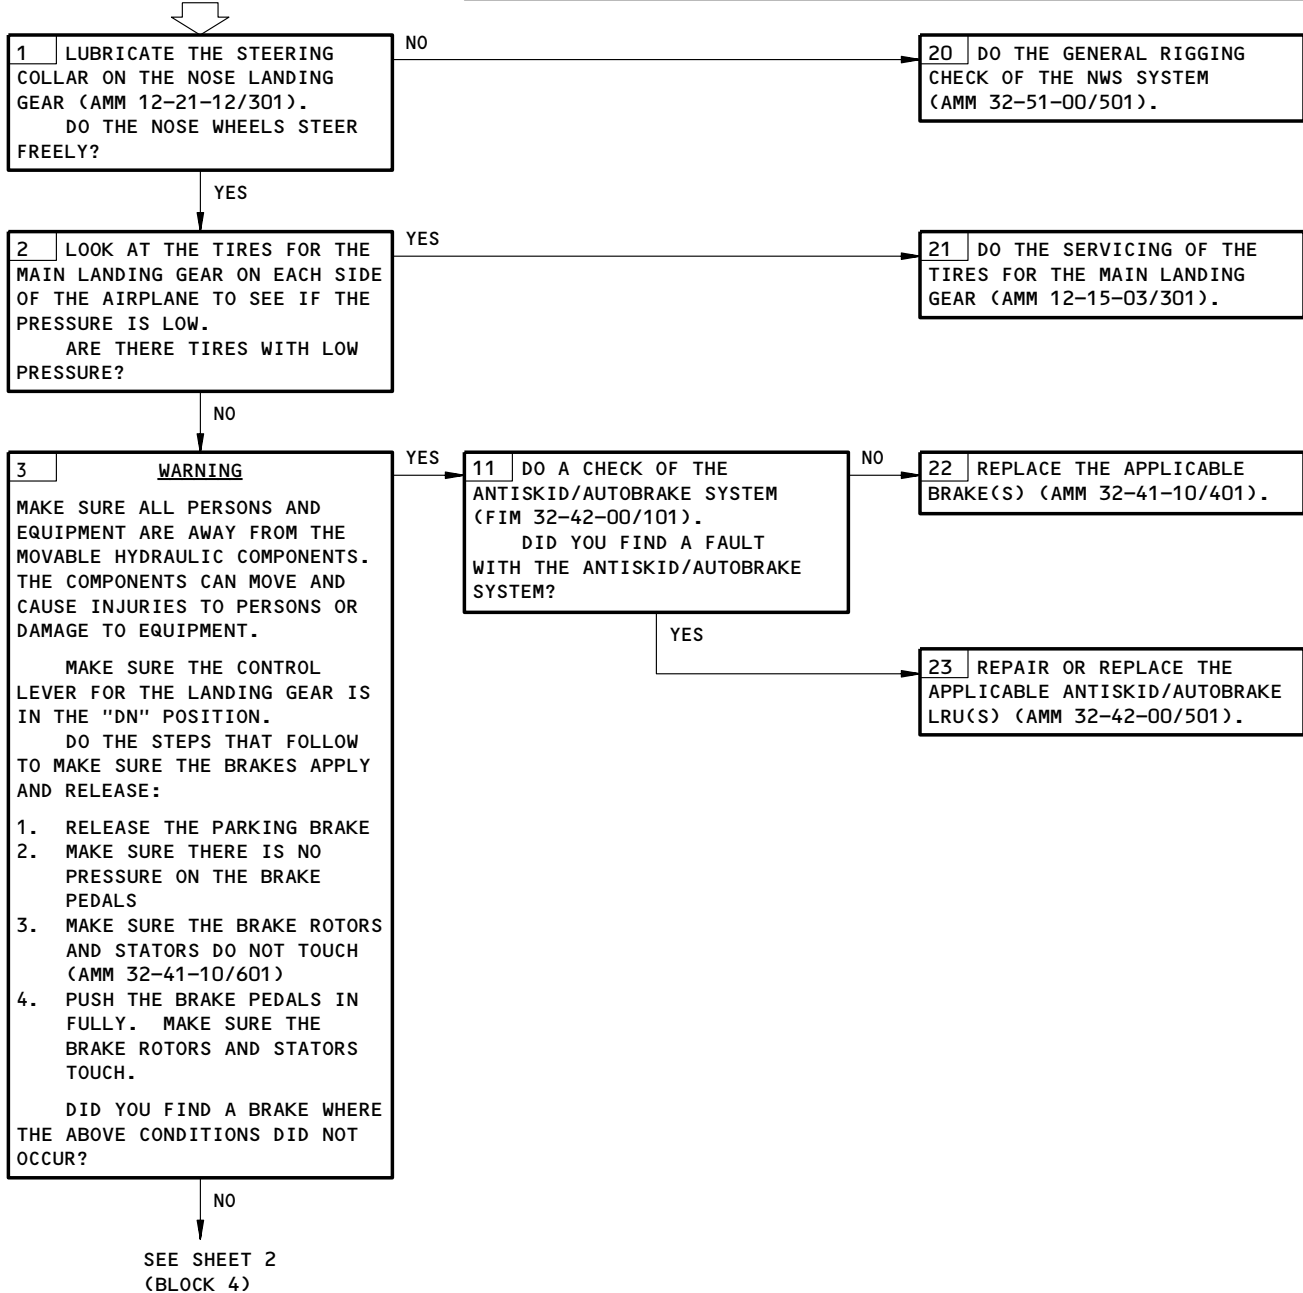 1 LUBRICATE THE STEERING
COLLAR ON THE NOSE LANDING
GEAR (AMM 12-21-12/301).
DO THE NOSE WHEELS STEER
FREELY?
NO
20 DO THE GENERAL RIGGING
CHECK OF THE NWS SYSTEM
(AMM 32-51-00/501).
YES
2 LOOK AT THE TIRES FOR THE
MAIN LANDING GEAR ON EACH SIDE
OF THE AIRPLANE TO SEE IF THE
PRESSURE IS LOW.
ARE THERE TIRES WITH LOW
PRESSURE?
YES
21 DO THE SERVICING OF THE
TIRES FOR THE MAIN LANDING
GEAR (AMM 12-15-03/301).
NO
3 WARNING
MAKE SURE ALL PERSONS AND
EQUIPMENT ARE AWAY FROM THE
MOVABLE HYDRAULIC COMPONENTS.
THE COMPONENTS CAN MOVE AND
CAUSE INJURIES TO PERSONS OR
DAMAGE TO EQUIPMENT.
MAKE SURE THE CONTROL
LEVER FOR THE LANDING GEAR IS
IN THE "DN" POSITION.
DO THE STEPS THAT FOLLOW
TO MAKE SURE THE BRAKES APPLY
AND RELEASE:
1. RELEASE THE PARKING BRAKE
2. MAKE SURE THERE IS NO
PRESSURE ON THE BRAKE
PEDALS
3. MAKE SURE THE BRAKE ROTORS
AND STATORS DO NOT TOUCH
(AMM 32-41-10/601)
4. PUSH THE BRAKE PEDALS IN
FULLY. MAKE SURE THE
BRAKE ROTORS AND STATORS
TOUCH.
DID YOU FIND A BRAKE WHERE
THE ABOVE CONDITIONS DID NOT
OCCUR?
YES
11 DO A CHECK OF THE
ANTISKID/AUTOBRAKE SYSTEM
(FIM 32-42-00/101).
DID YOU FIND A FAULT
WITH THE ANTISKID/AUTOBRAKE
SYSTEM?
NO
22 REPLACE THE APPLICABLE
BRAKE(S) (AMM 32-41-10/401).
YES
23 REPAIR OR REPLACE THE
APPLICABLE ANTISKID/AUTOBRAKE
LRU(S) (AMM 32-42-00/501).
NO
SEE SHEET 2
(BLOCK 4)